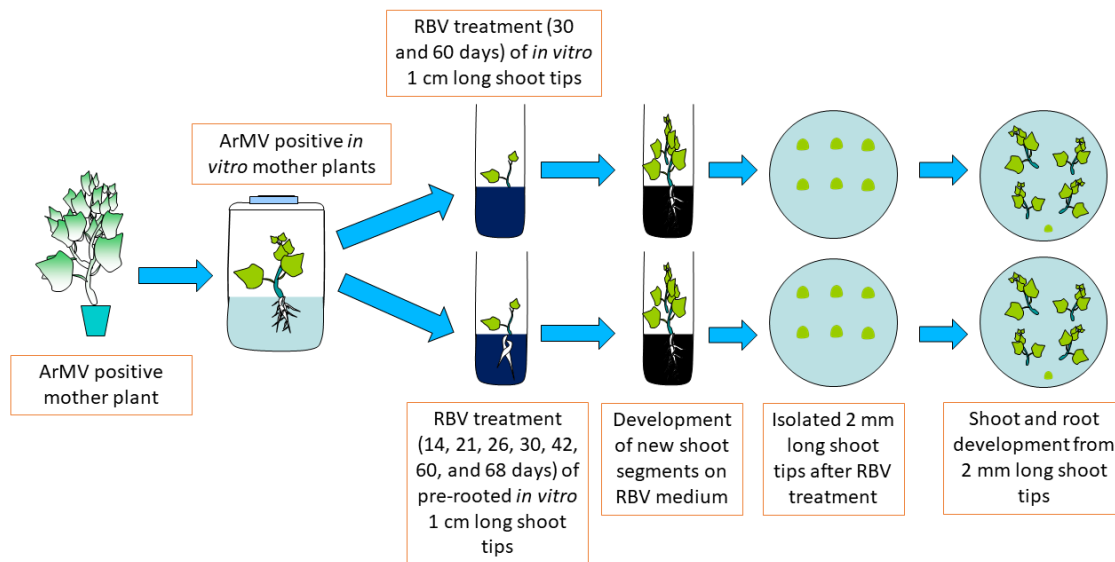 RBV treatment (30
and 60 days) of in vitro
1 cm long shoot tips
ArMV positive in
vitro mother plants
ArMV positive
mother plant
RBV treatment
(14, 21, 26, 30, 42,
60, and 68 days) of
pre-rooted in vitro
1 cm long shoot
tips
Development
of new shoot
segments on
RBV medium
Isolated 2 mm
long shoot
tips after RBV
treatment
Shoot and root
development from
2 mm long shoot
tips